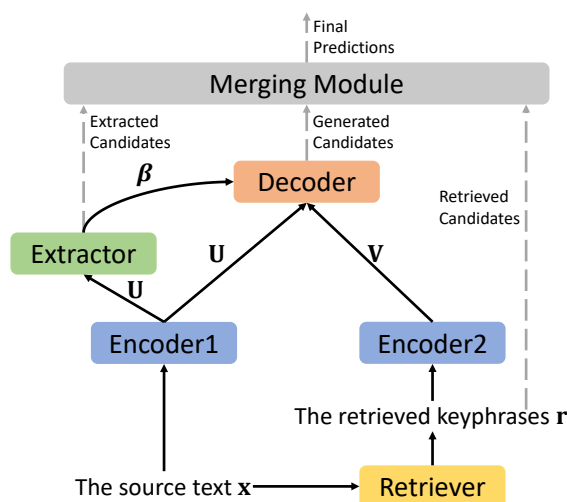 Final
Predictions
Merging Module
Extracted
Candidates
Generated
Candidates
β
Decoder
Retrieved
Candidates
Extractor
U
U
V
Encoder1
Encoder2
The retrieved keyphrases r
The source text x
Retriever